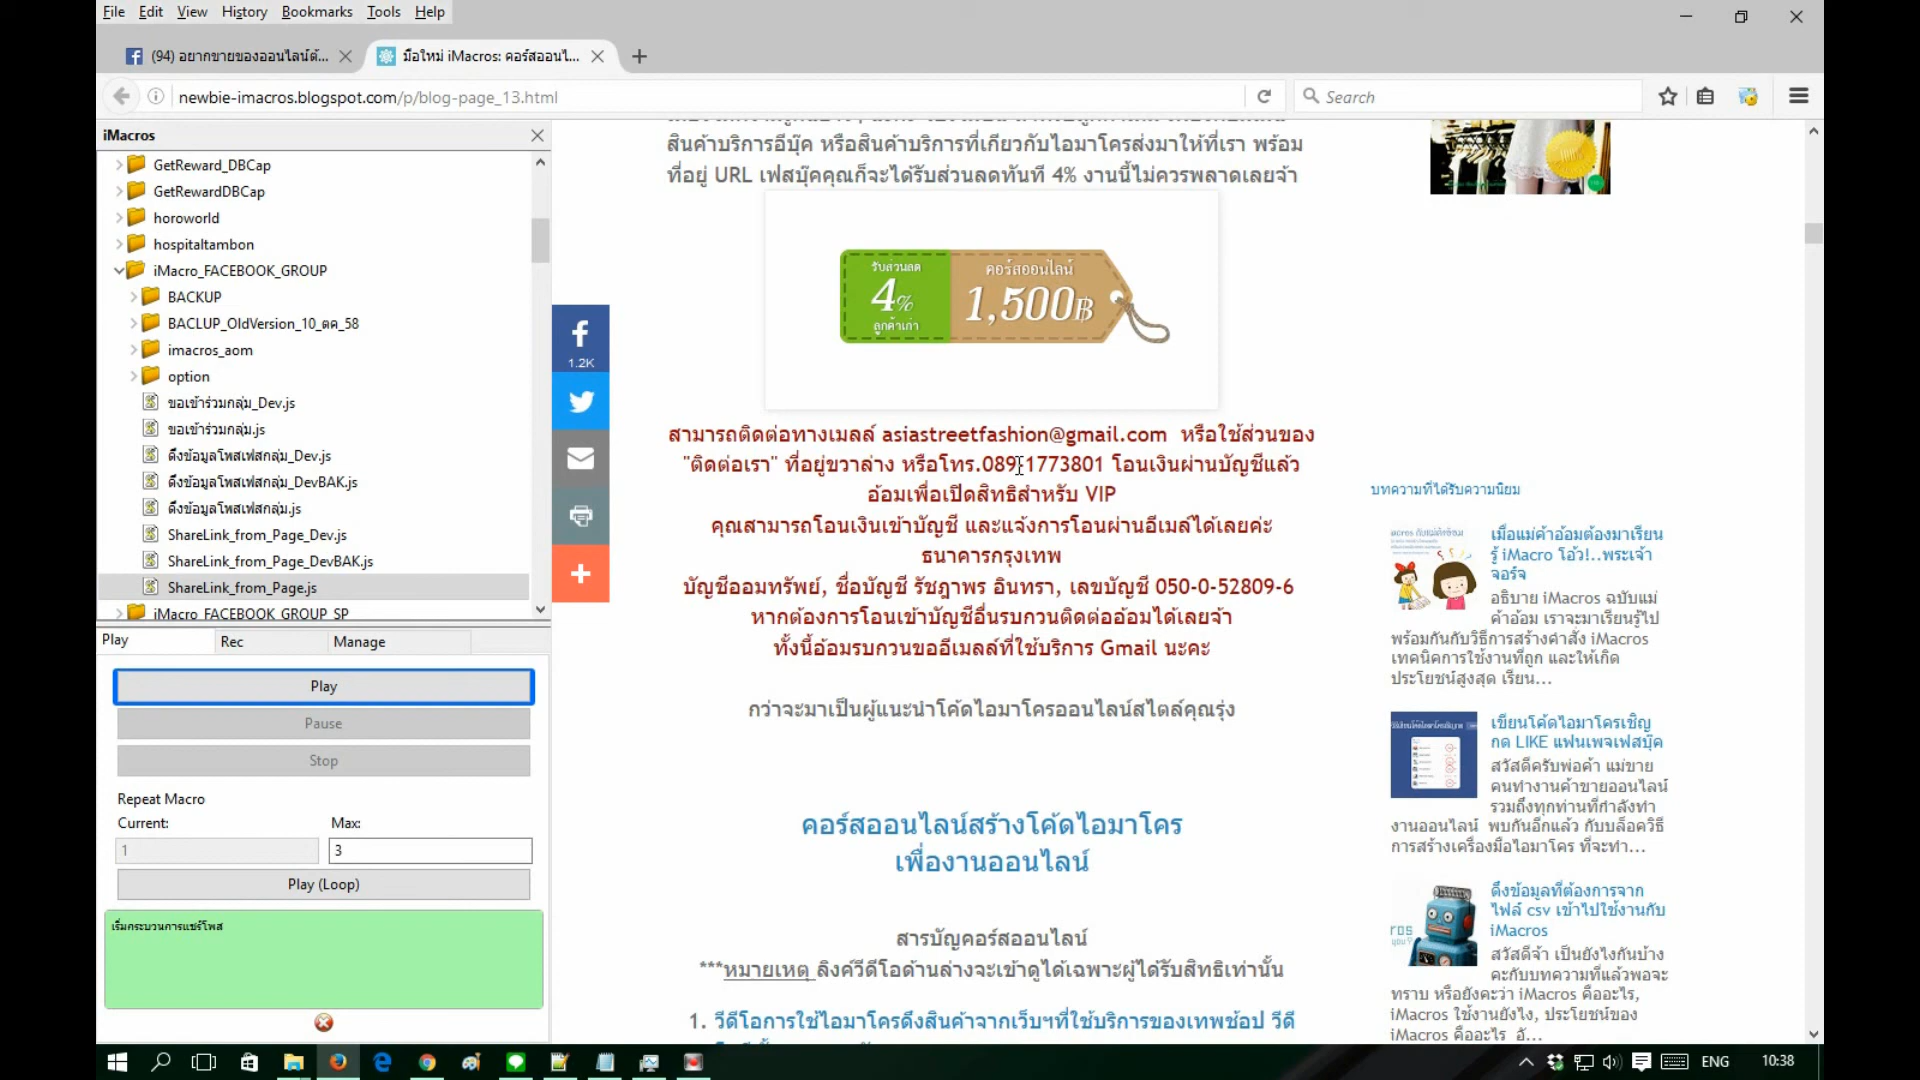 File Edit View History Bookmarks Tools Help
(94) อยากขายของออนไลน์ต้...
มือใหม่ iMacros: คอร์สออนไ...
newbie-imacros.blogspot.com/p/blog-page_13.html
Search
iMacros
GetReward_DBCap
GetRewardDBCap
horoworld
hospitaltambon
iMacro_FACEBOOK_GROUP
BACKUP
BACLUP_OldVersion_10_ตค_58
imacros_aom
option
ขอเข้าร่วมกลุ่ม_Dev.js
ขอเข้าร่วมกลุ่ม.js
ดึงข้อมูลโพสเฟสกลุ่ม_Dev.js
ดึงข้อมูลโพสเฟสกลุ่ม_DevBAK.js
ดึงข้อมูลโพสเฟสกลุ่ม.js
ShareLink_from_Page_Dev.js
ShareLink_from_Page_DevBAK.js
ShareLink_from_Page.js
iMacro_FACEBOOK_GROUP_SP
Play Rec Manage
Play
Pause
Stop
Repeat Macro
Current: Max:
1 3
Play (Loop)
เริ่มกระบวนการแชร์โพส
1.2K
สินค้าบริการอีบุ๊ค หรือสินค้าบริการที่เกี่ยวกับไอมาโครส่งมาให้ที่เรา พร้อม
ที่อยู่ URL เฟสบุ๊คคุณก็จะได้รับส่วนลดทันที 4% งานนี้ไม่ควรพลาดเลยจ้า
รับส่วนลด
4%
ลูกค้าเก่า
คอร์สออนไลน์
1,500฿
สามารถติดต่อทางเมลล์ asiastreetfashion@gmail.com หรือใช้ส่วนของ
"ติดต่อเรา" ที่อยู่ขวาล่าง หรือโทร.089-1773801 โอนเงินผ่านบัญชีแล้ว
อ้อมเพื่อเปิดสิทธิสำหรับ VIP
คุณสามารถโอนเงินเข้าบัญชี และแจ้งการโอนผ่านอีเมล์ได้เลยค่ะ
ธนาคารกรุงเทพ
บัญชีออมทรัพย์, ชื่อบัญชี รัชฎาพร อินทรา, เลขบัญชี 050-0-52809-6
หากต้องการโอนเข้าบัญชีอื่นรบกวนติดต่ออ้อมได้เลยจ้า
ทั้งนี้อ้อมรบกวนขออีเมลล์ที่ใช้บริการ Gmail นะคะ
กว่าจะมาเป็นผู้แนะนำโค้ดไอมาโครออนไลน์สไตล์คุณรุ่ง
คอร์สออนไลน์สร้างโค้ดไอมาโคร
เพื่องานออนไลน์
สารบัญคอร์สออนไลน์
***หมายเหตุ ลิงค์วีดีโอด้านล่างจะเข้าดูได้เฉพาะผู้ได้รับสิทธิเท่านั้น
1. วีดีโอการใช้ไอมาโครดึงสินค้าจากเว็บฯที่ใช้บริการของเทพช้อป วีดี
บทความที่ได้รับความนิยม
เมื่อแม่ค้าอ้อมต้องมาเรียน
รู้ iMacro โอ้ว!..พระเจ้า
จอร์จ
อธิบาย iMacros ฉบับแม่
ค้าอ้อม เราจะมาเรียนรู้ไป
พร้อมกันกับวิธีการสร้างคำสั่ง iMacros
เทคนิคการใช้งานที่ถูก และให้เกิด
ประโยชน์สูงสุด เรียน...
เขียนโค้ดไอมาโครเชิญ
กด LIKE แฟนเพจเฟสบุ๊ค
สวัสดีครับพ่อค้า แม่ขาย
คนทำงานค้าขายออนไลน์
รวมถึงทุกท่านที่กำลังทำ
งานออนไลน์ พบกันอีกแล้ว กับบล็อควิธี
การสร้างเครื่องมือไอมาโคร ที่จะทำ...
ดึงข้อมูลที่ต้องการจาก
ไฟล์ csv เข้าไปใช้งานกับ
iMacros
สวัสดีจ้า เป็นยังไงกันบ้าง
คะกับบทความที่แล้วพอจะ
ทราบ หรือยังคะว่า iMacros คืออะไร,
iMacros ใช้งานยังไง, ประโยชน์ของ
iMacros คืออะไร อั...
ENG 10:38